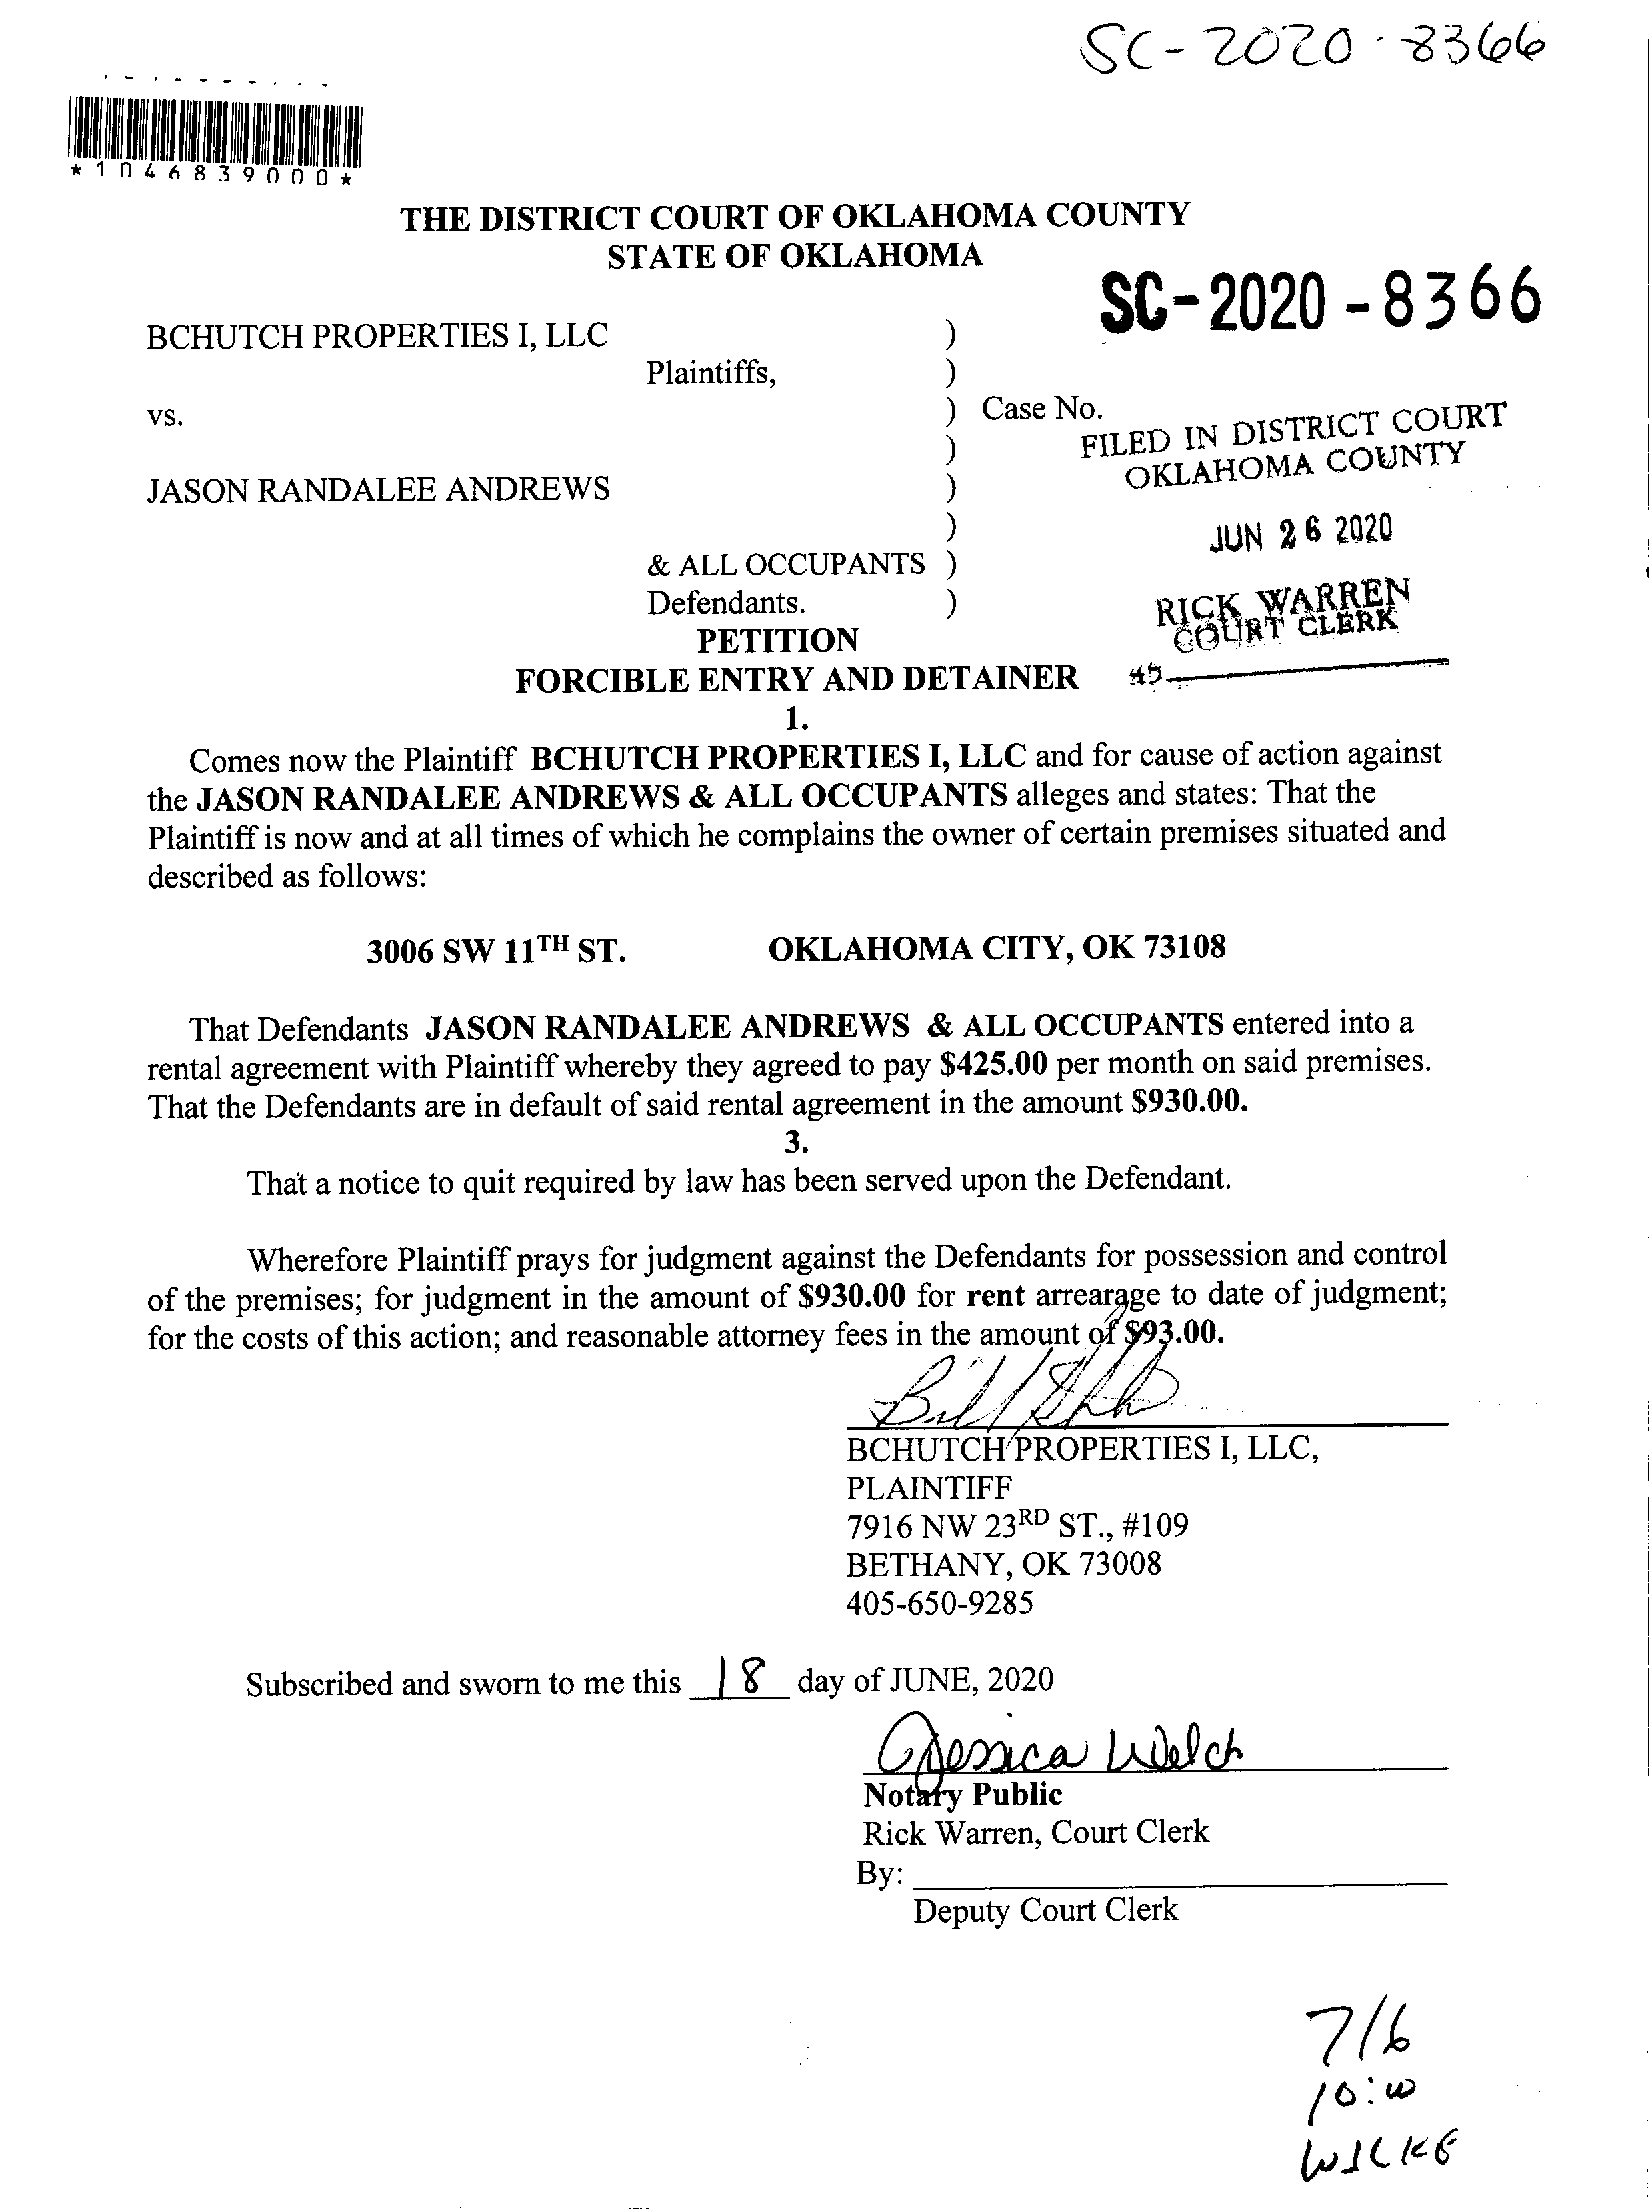 SC-2020-8366
*1046839000*
THE DISTRICT COURT OF OKLAHOMA COUNTY
STATE OF OKLAHOMA
SC-2020-8366
BCHUTCH PROPERTIES I, LLC )
Plaintiffs, )
vs. ) Case No.
)
FILED IN DISTRICT COURT
OKLAHOMA COUNTY
JASON RANDALEE ANDREWS )
)
JUN 26 2020
& ALL OCCUPANTS )
Defendants. )
RICK WARREN
COURT CLERK
PETITION
FORCIBLE ENTRY AND DETAINER
45
1.
Comes now the Plaintiff BCHUTCH PROPERTIES I, LLC and for cause of action against
the JASON RANDALEE ANDREWS & ALL OCCUPANTS alleges and states: That the
Plaintiff is now and at all times of which he complains the owner of certain premises situated and
described as follows:
3006 SW 11TH ST. OKLAHOMA CITY, OK 73108
That Defendants JASON RANDALEE ANDREWS & ALL OCCUPANTS entered into a
rental agreement with Plaintiff whereby they agreed to pay $425.00 per month on said premises.
That the Defendants are in default of said rental agreement in the amount $930.00.
3.
That a notice to quit required by law has been served upon the Defendant.
Wherefore Plaintiff prays for judgment against the Defendants for possession and control
of the premises; for judgment in the amount of $930.00 for rent arrearage to date of judgment;
for the costs of this action; and reasonable attorney fees in the amount of $93.00.
Bill
BCHUTCH PROPERTIES I, LLC,
PLAINTIFF
7916 NW 23RD ST., #109
BETHANY, OK 73008
405-650-9285
Subscribed and sworn to me this 18 day of JUNE, 2020
Jessica Welch
Notary Public
Rick Warren, Court Clerk
By:
Deputy Court Clerk
7/6
10:00
WILKE